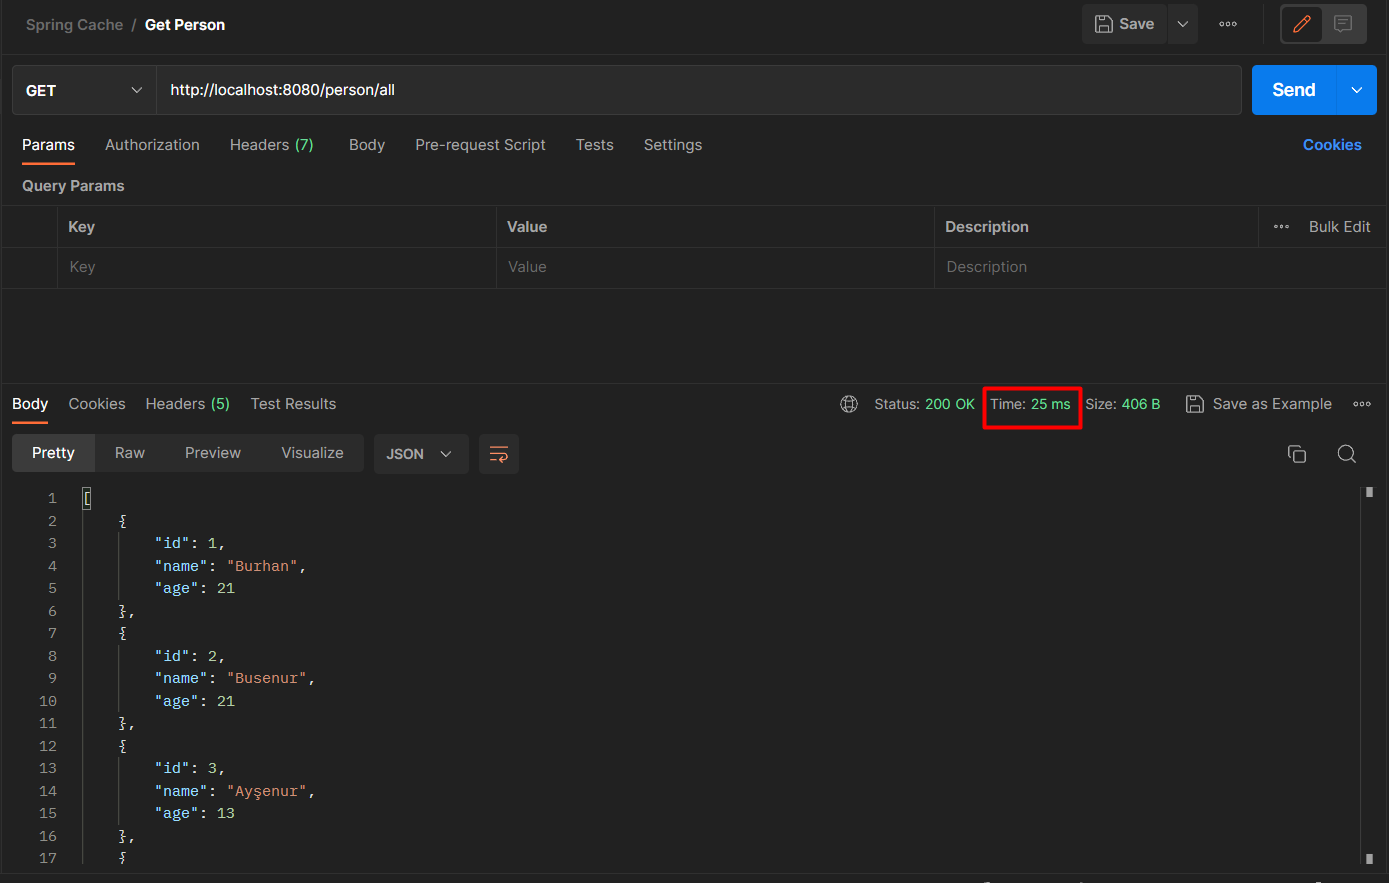 Spring Cache / Get Person Save
GET http://localhost:8080/person/all Send
Params Authorization Headers (7) Body Pre-request Script Tests Settings Cookies
Query Params
Key Value Description Bulk Edit
Key Value Description
Body Cookies Headers (5) Test Results Status: 200 OK Time: 25 ms Size: 406 B Save as Example
Pretty Raw Preview Visualize JSON
1 [
2 {
3 "id": 1,
4 "name": "Burhan",
5 "age": 21
6 },
7 {
8 "id": 2,
9 "name": "Busenur",
10 "age": 21
11 },
12 {
13 "id": 3,
14 "name": "Ayşenur",
15 "age": 13
16 },
17 {